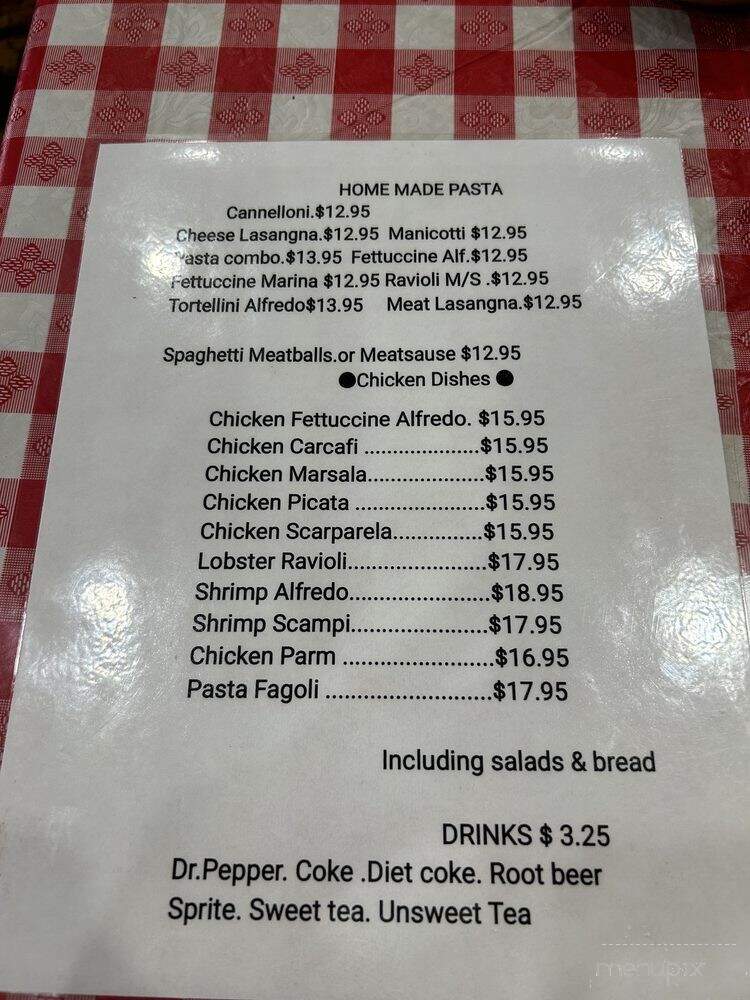 HOME MADE PASTA
Cannelloni.$12.95
Cheese Lasangna.$12.95 Manicotti $12.95
Pasta combo.$13.95 Fettuccine Alf.$12.95
Fettuccine Marina $12.95 Ravioli M/S .$12.95
Tortellini Alfredo$13.95 Meat Lasangna.$12.95
Spaghetti Meatballs.or Meatsause $12.95
●Chicken Dishes ●
Chicken Fettuccine Alfredo. $15.95
Chicken Carcafi ....................$15.95
Chicken Marsala....................$15.95
Chicken Picata ......................$15.95
Chicken Scarparela...............$15.95
Lobster Ravioli.......................$17.95
Shrimp Alfredo.......................$18.95
Shrimp Scampi......................$17.95
Chicken Parm ........................$16.95
Pasta Fagoli ..........................$17.95
Including salads & bread
DRINKS $ 3.25
Dr.Pepper. Coke .Diet coke. Root beer
Sprite. Sweet tea. Unsweet Tea
menupix